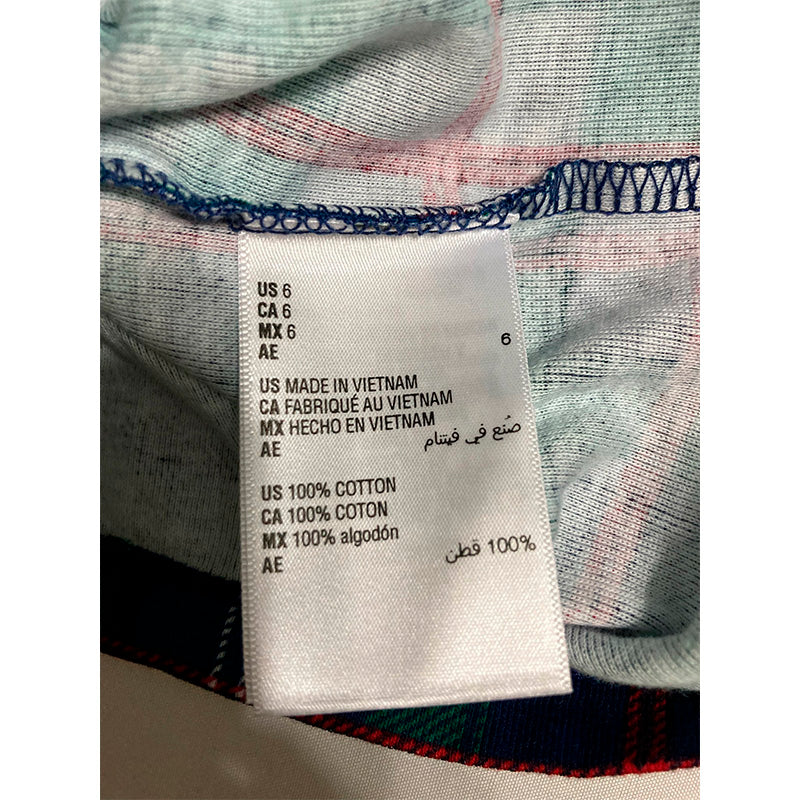 US 6
CA 6
MX 6
AE 6
US MADE IN VIETNAM
CA FABRIQUÉ AU VIETNAM
MX HECHO EN VIETNAM
AE صُنع في فيتنام
US 100% COTTON
CA 100% COTON
MX 100% algodón
AE 100% قطن